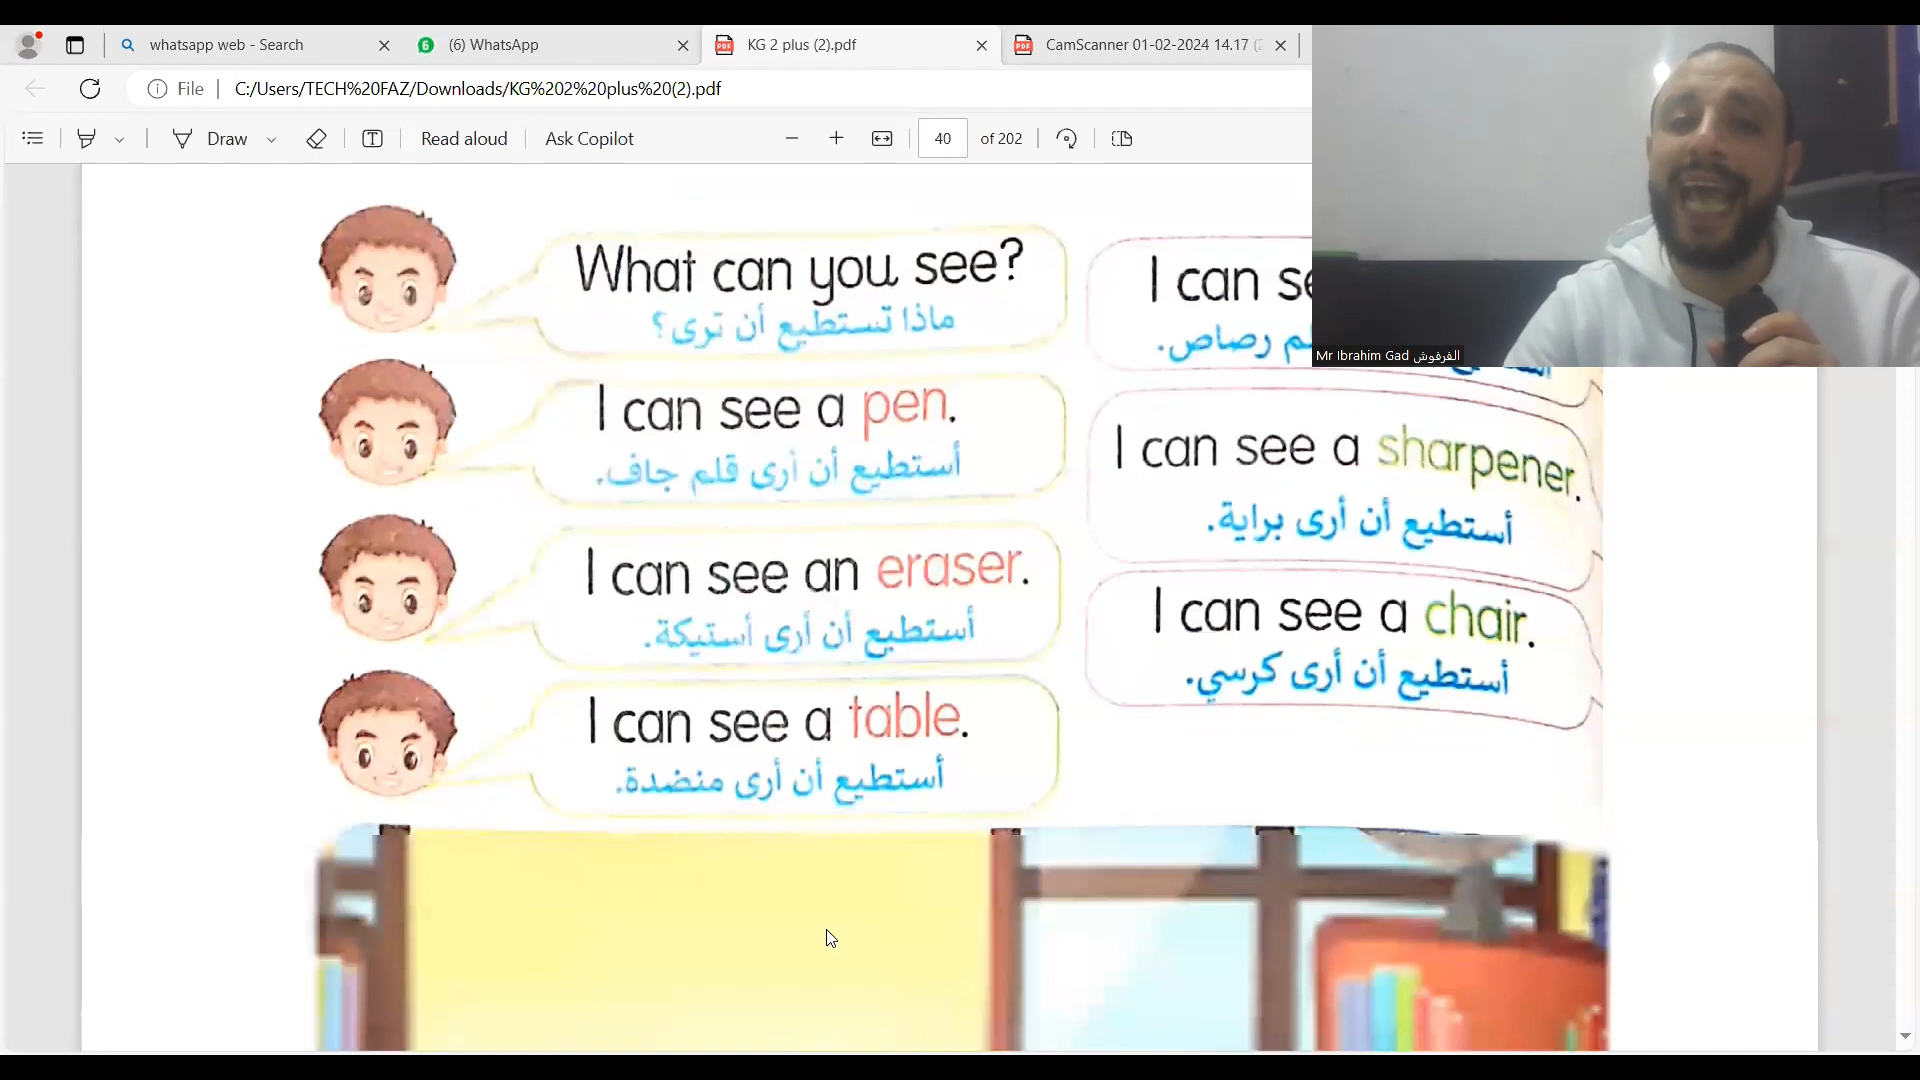 whatsapp web - Search
(6) WhatsApp
KG 2 plus (2).pdf
CamScanner 01-02-2024 14.17
File
C:/Users/TECH%20FAZ/Downloads/KG%202%20plus%20(2).pdf
Draw
Read aloud
Ask Copilot
40 of 202
Mr Ibrahim Gad الفرفوش
What can you see?
ماذا تستطيع أن ترى؟
I can see a pen.
أستطيع أن أرى قلم جاف.
I can see an eraser.
أستطيع أن أرى أستيكة.
I can see a table.
أستطيع أن أرى منضدة.
I can
رصاص.
I can see a sharpener.
أستطيع أن أرى براية.
I can see a chair.
أستطيع أن أرى كرسي.